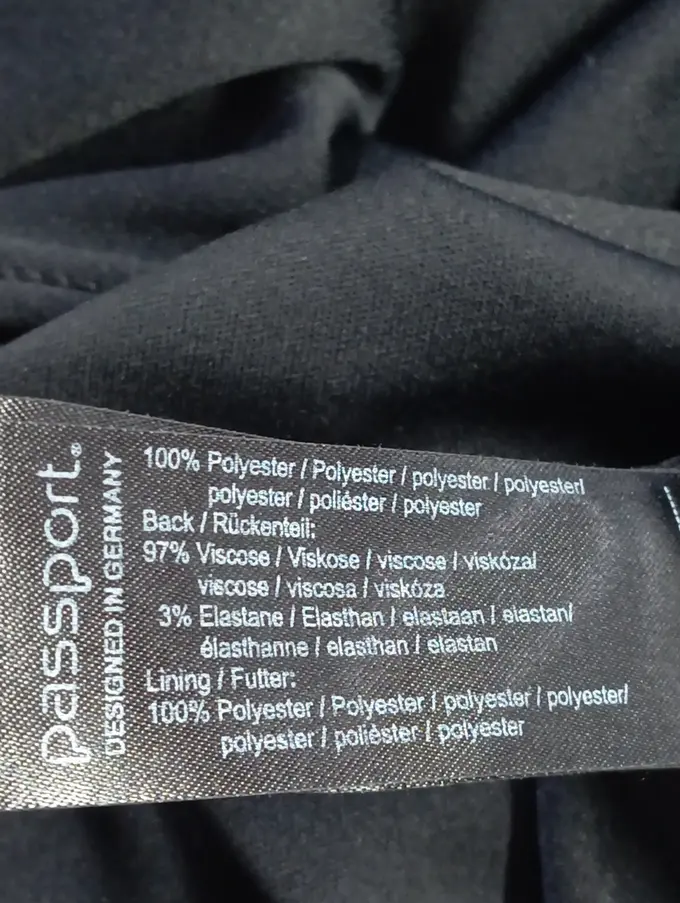 passport®
DESIGNED IN GERMANY
100% Polyester / Polyester / polyester / polyester/
polyester / poliéster / polyester
Back / Rückenteil:
97% Viscose / Viskose / viscose / viskóza/
viscose / viscosa / viskóza
3% Elastane / Elasthan / elastaan / elastan/
élasthanne / elasthan / elastan
Lining / Futter:
100% Polyester / Polyester / polyester / polyester/
polyester / poliéster / polyester